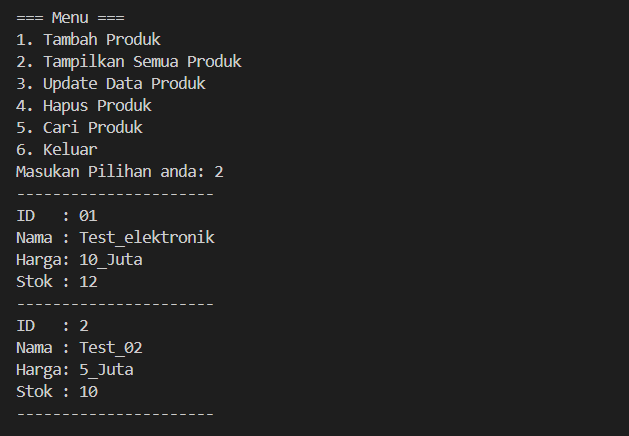 === Menu ===
1. Tambah Produk
2. Tampilkan Semua Produk
3. Update Data Produk
4. Hapus Produk
5. Cari Produk
6. Keluar
Masukan Pilihan anda: 2
----------------------
ID   : 01
Nama : Test_elektronik
Harga: 10_Juta
Stok : 12
----------------------
ID   : 2
Nama : Test_02
Harga: 5_Juta
Stok : 10
----------------------